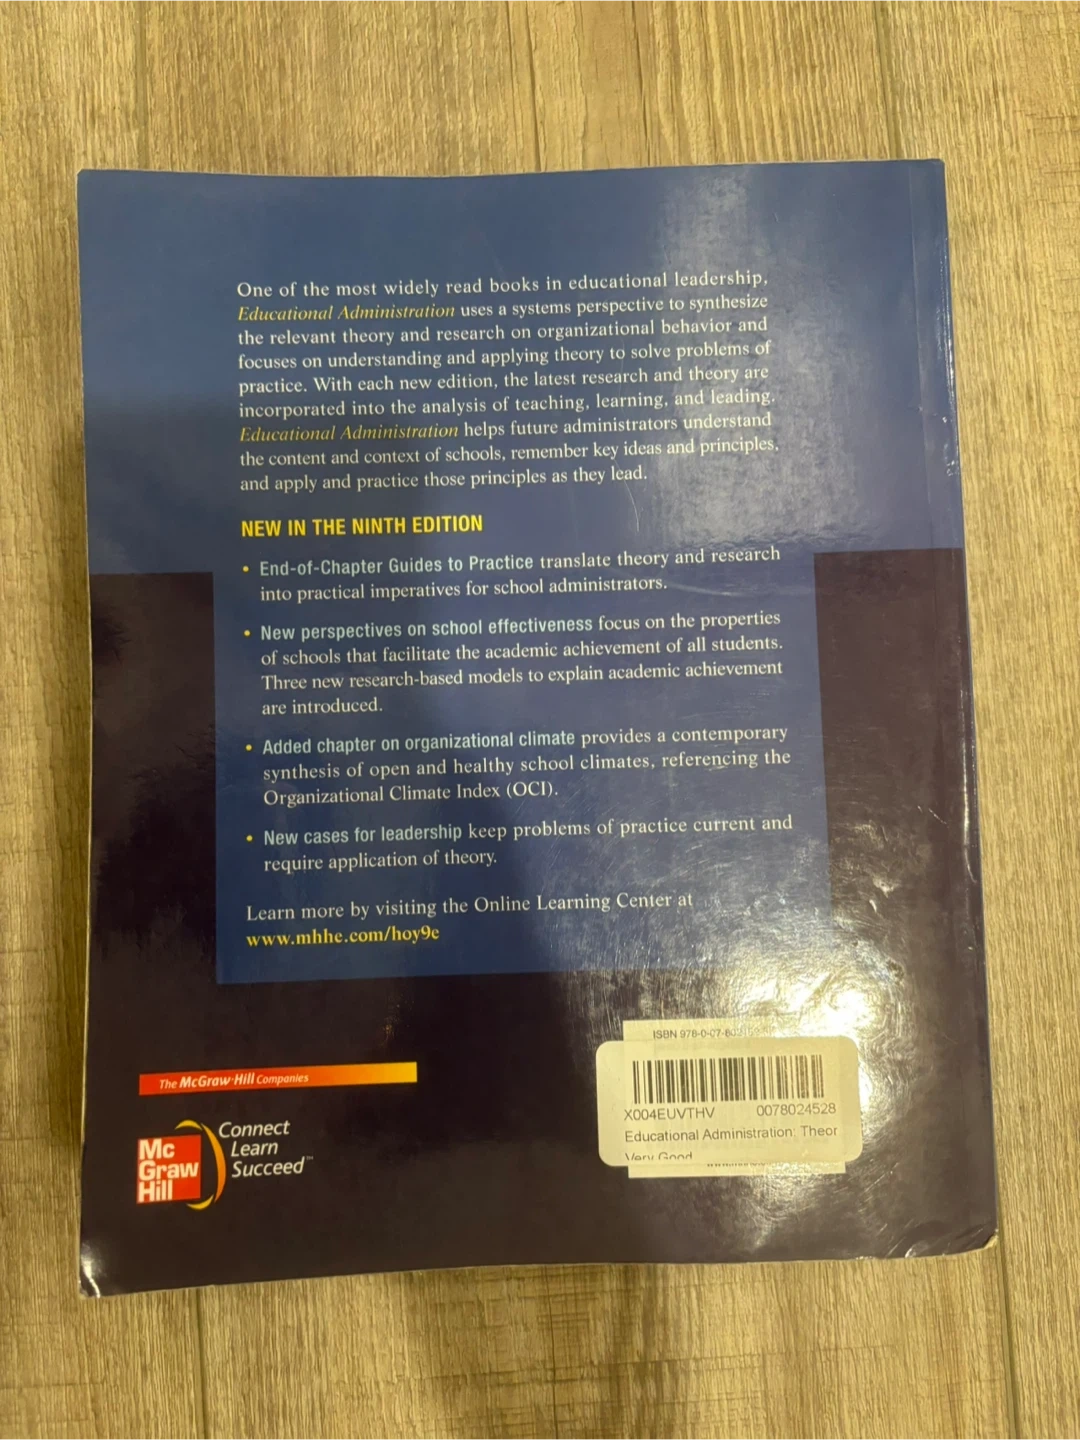 One of the most widely read books in educational leadership,
Educational Administration uses a systems perspective to synthesize
the relevant theory and research on organizational behavior and
focuses on understanding and applying theory to solve problems of
practice. With each new edition, the latest research and theory are
incorporated into the analysis of teaching, learning, and leading.
Educational Administration helps future administrators understand
the content and context of schools, remember key ideas and principles,
and apply and practice those principles as they lead.
NEW IN THE NINTH EDITION
• End-of-Chapter Guides to Practice translate theory and research
into practical imperatives for school administrators.
• New perspectives on school effectiveness focus on the properties
of schools that facilitate the academic achievement of all students.
Three new research-based models to explain academic achievement
are introduced.
• Added chapter on organizational climate provides a contemporary
synthesis of open and healthy school climates, referencing the
Organizational Climate Index (OCI).
• New cases for leadership keep problems of practice current and
require application of theory.
Learn more by visiting the Online Learning Center at
www.mhhe.com/hoy9e
The McGraw·Hill Companies
Mc
Graw
Hill
Connect
Learn
Succeed™
ISBN
X004EUVTHV 0078024528
Educational Administration: Theor
Very Good